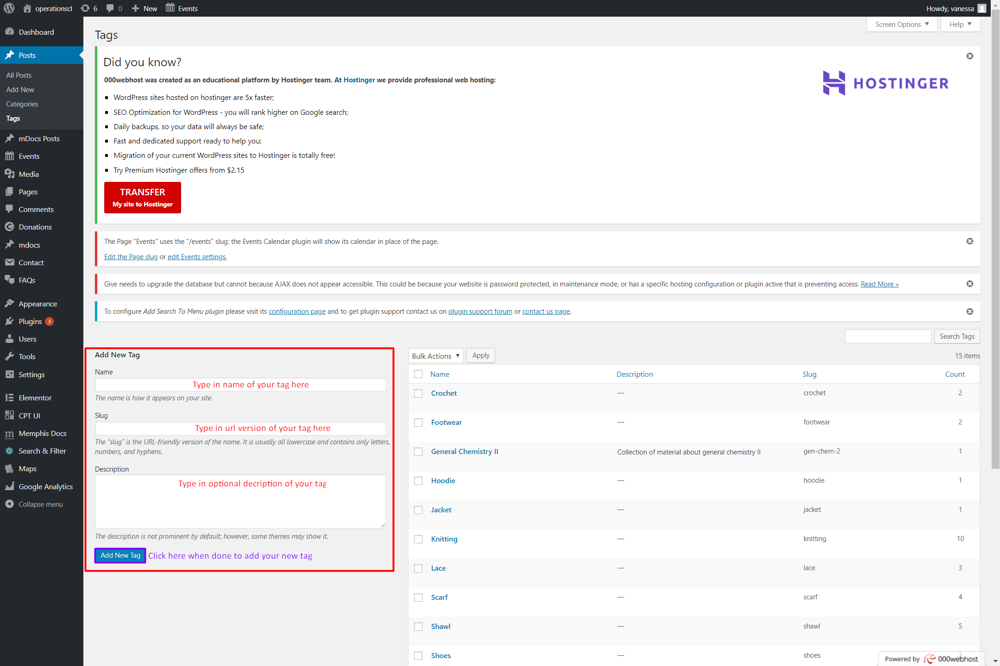 operationscl
6
0
New
Events
Howdy, vanessa
Dashboard
Posts
All Posts
Add New
Categories
Tags
mDocs Posts
Events
Media
Pages
Comments
Donations
mdocs
Contact
FAQs
Appearance
Plugins 3
Users
Tools
Settings
Elementor
CPT UI
Memphis Docs
Search & Filter
Maps
Google Analytics
Collapse menu
Screen Options
Help
Tags
Did you know?
000webhost was created as an educational platform by Hostinger team. At Hostinger we provide professional web hosting:
WordPress sites hosted on hostinger are 5x faster;
SEO Optimization for WordPress - you will rank higher on Google search;
Daily backups, so your data will always be safe;
Fast and dedicated support ready to help you;
Migration of your current WordPress sites to Hostinger is totally free!
Try Premium Hostinger offers from $2.15
TRANSFER
My site to Hostinger
HOSTINGER
The Page "Events" uses the "/events" slug: the Events Calendar plugin will show its calendar in place of the page.
Edit the Page slug or edit Events settings.
Give needs to upgrade the database but cannot because AJAX does not appear accessible. This could be because your website is password protected, in maintenance mode, or has a specific hosting configuration or plugin active that is preventing access. Read More »
To configure Add Search To Menu plugin please visit its configuration page and to get plugin support contact us on plugin support forum or contact us page.
Search Tags
Add New Tag
Name
Type in name of your tag here
The name is how it appears on your site.
Slug
Type in url version of your tag here
The “slug” is the URL-friendly version of the name. It is usually all lowercase and contains only letters,
numbers, and hyphens.
Description
Type in optional decription of your tag
The description is not prominent by default; however, some themes may show it.
Add New Tag
Click here when done to add your new tag
Bulk Actions
Apply
15 items
Name Description Slug Count
Crochet — crochet 2
Footwear — footwear 2
General Chemistry II Collection of material about general chemistry II gen-chem-2 1
Hoodie — hoodie 1
Jacket — jacket 1
Knitting — knitting 10
Lace — lace 3
Scarf — scarf 4
Shawl — shawl 5
Shoes — shoes 2
Powered by 000webhost